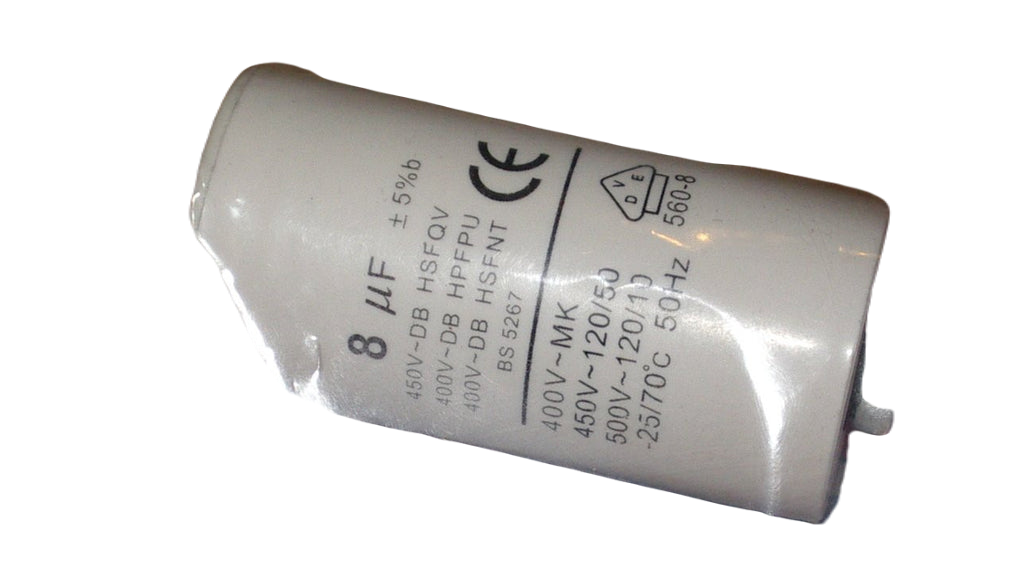 8 µF ± 5%b
450V~DB HSFQV
400V~DB HPFPU
400V~DB HSFNT
BS 5267
CE
VDE
560-8
400V~MK
450V~120/50
500V~120/10
-25/70°C 50Hz